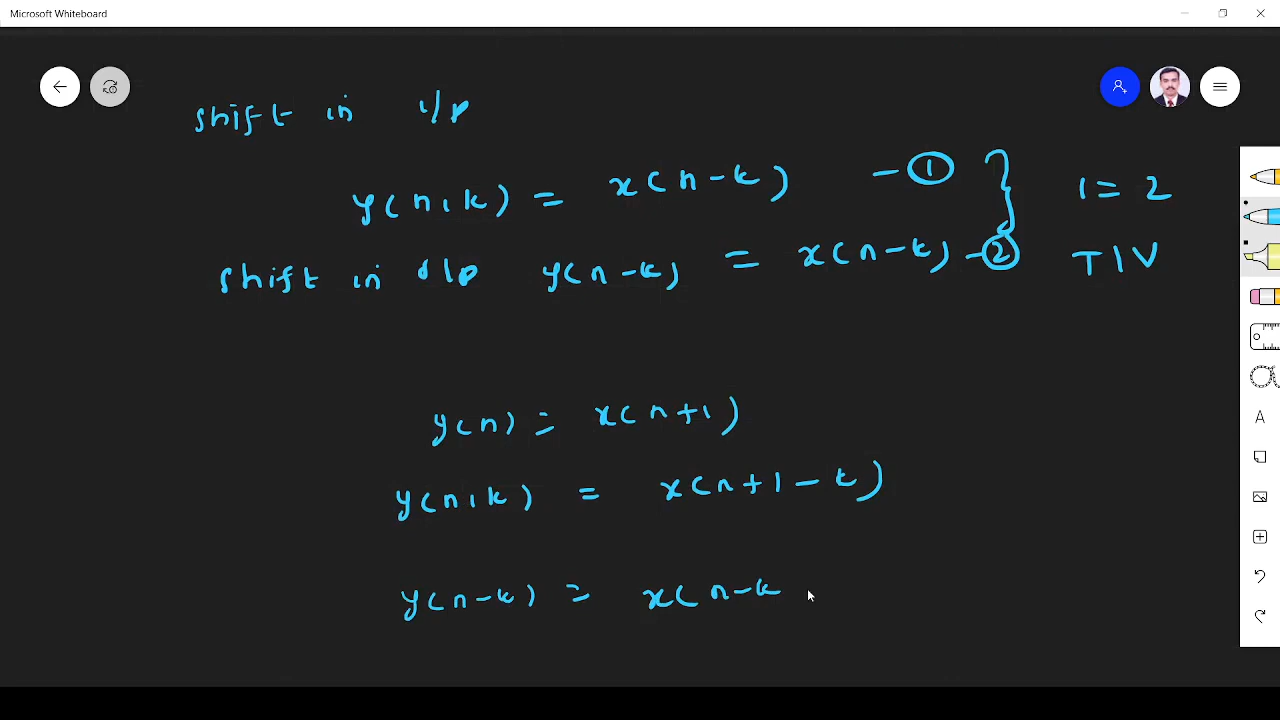 Microsoft Whiteboard
shift in i/p
y(n,k) = x(n-k) - ①
shift in o/p y(n-k) = x(n-k) - ②
1 = 2
TIV
y(n) = x(n+1)
y(n,k) = x(n+1-k)
y(n-k) = x(n-k
A